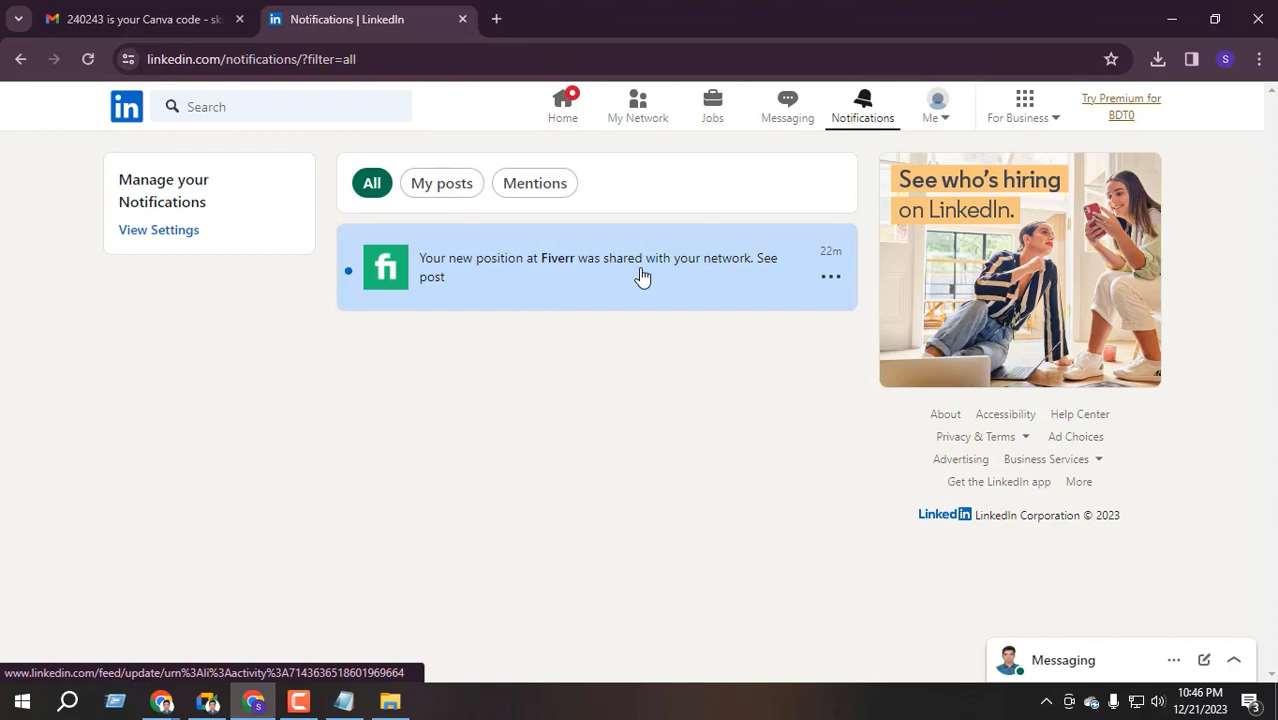 240243 is your Canva code - sk
Notifications | LinkedIn
linkedin.com/notifications/?filter=all
S
in
Search
Home
My Network
Jobs
Messaging
Notifications
Me
For Business
Try Premium for
BDT0
Manage your
Notifications
View Settings
All
My posts
Mentions
fi
Your new position at Fiverr was shared with your network. See
post
22m
See who's hiring
on LinkedIn.
About
Accessibility
Help Center
Privacy & Terms
Ad Choices
Advertising
Business Services
Get the LinkedIn app
More
LinkedIn LinkedIn Corporation © 2023
Messaging
www.linkedin.com/feed/update/urn%3Ali%3Aactivity%3A7143636518601969664
10:46 PM
12/21/2023
3